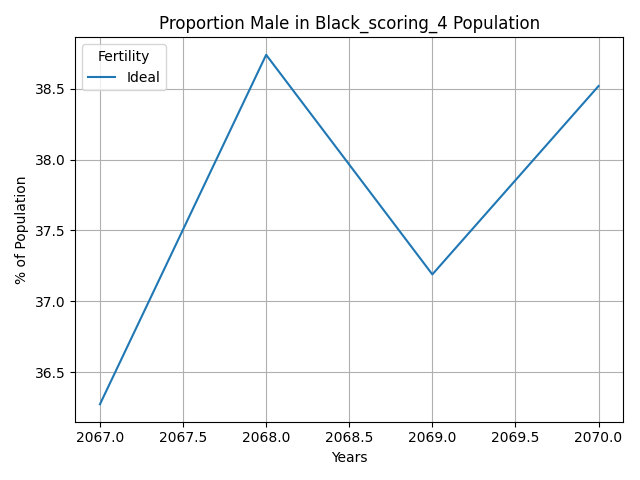 Proportion Male in Black_scoring_4 Population
Fertility
Ideal
% of Population
38.5
38.0
37.5
37.0
36.5
2067.0 2067.5 2068.0 2068.5 2069.0 2069.5 2070.0
Years